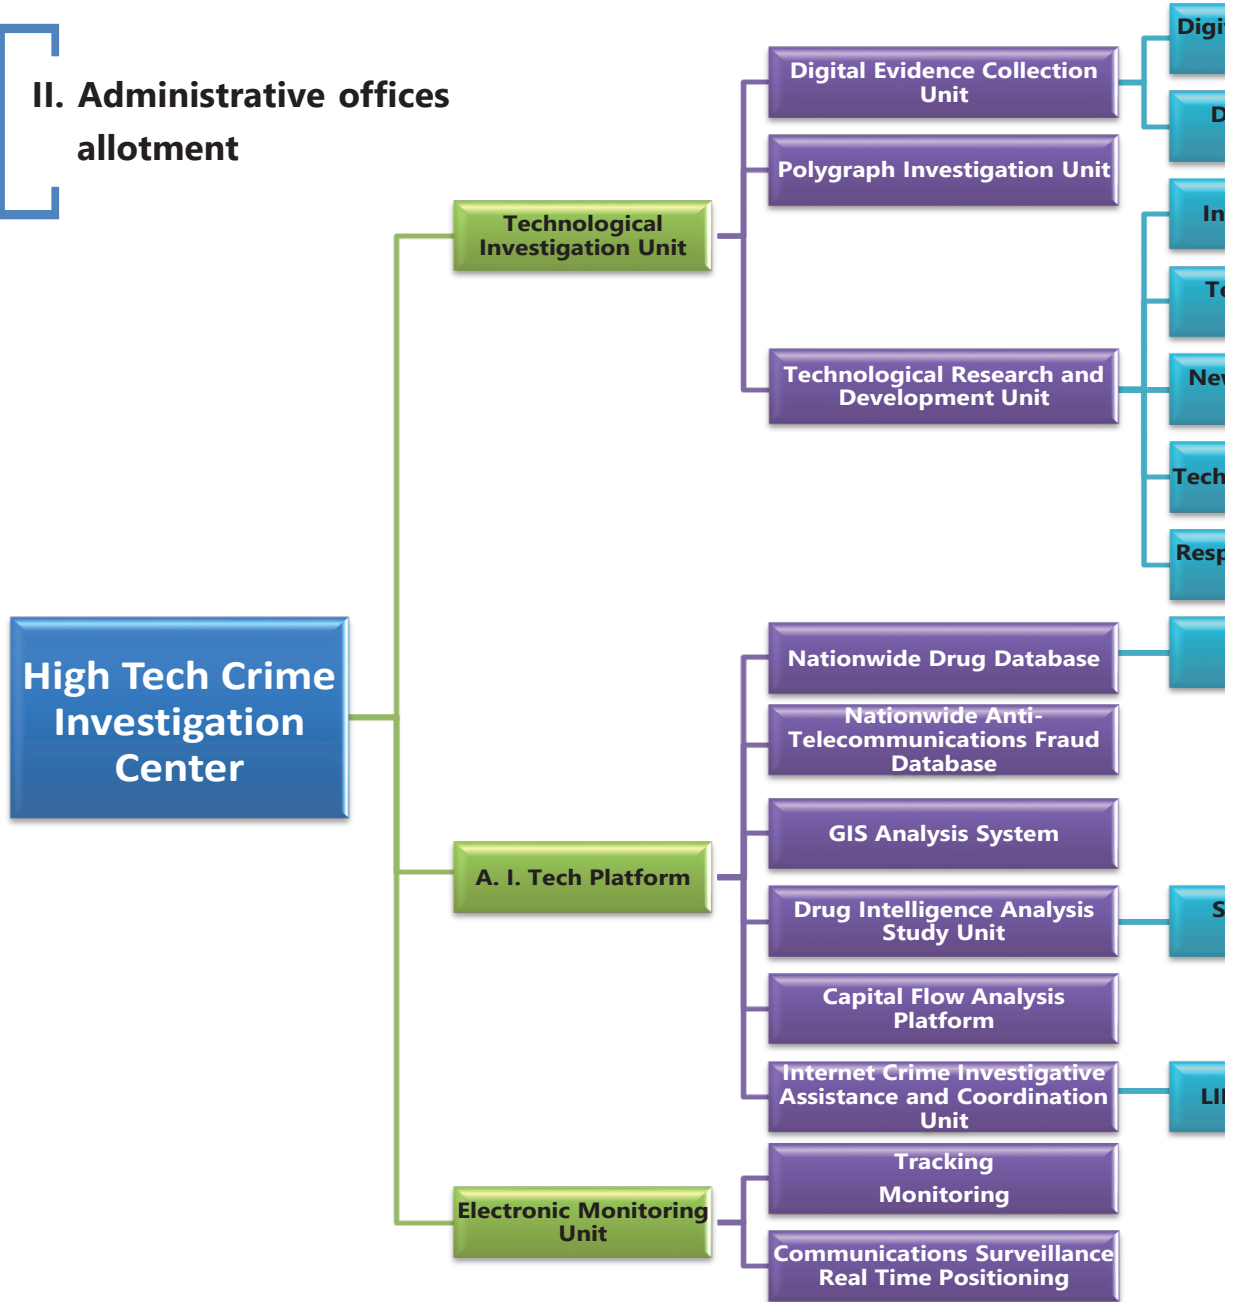 II. Administrative offices
allotment
High Tech Crime
Investigation
Center
Technological
Investigation Unit
Digital Evidence Collection
Unit
Polygraph Investigation Unit
Technological Research and
Development Unit
A. I. Tech Platform
Nationwide Drug Database
Nationwide Anti-
Telecommunications Fraud
Database
GIS Analysis System
Drug Intelligence Analysis
Study Unit
Capital Flow Analysis
Platform
Internet Crime Investigative
Assistance and Coordination
Unit
Electronic Monitoring
Unit
Tracking
Monitoring
Communications Surveillance
Real Time Positioning